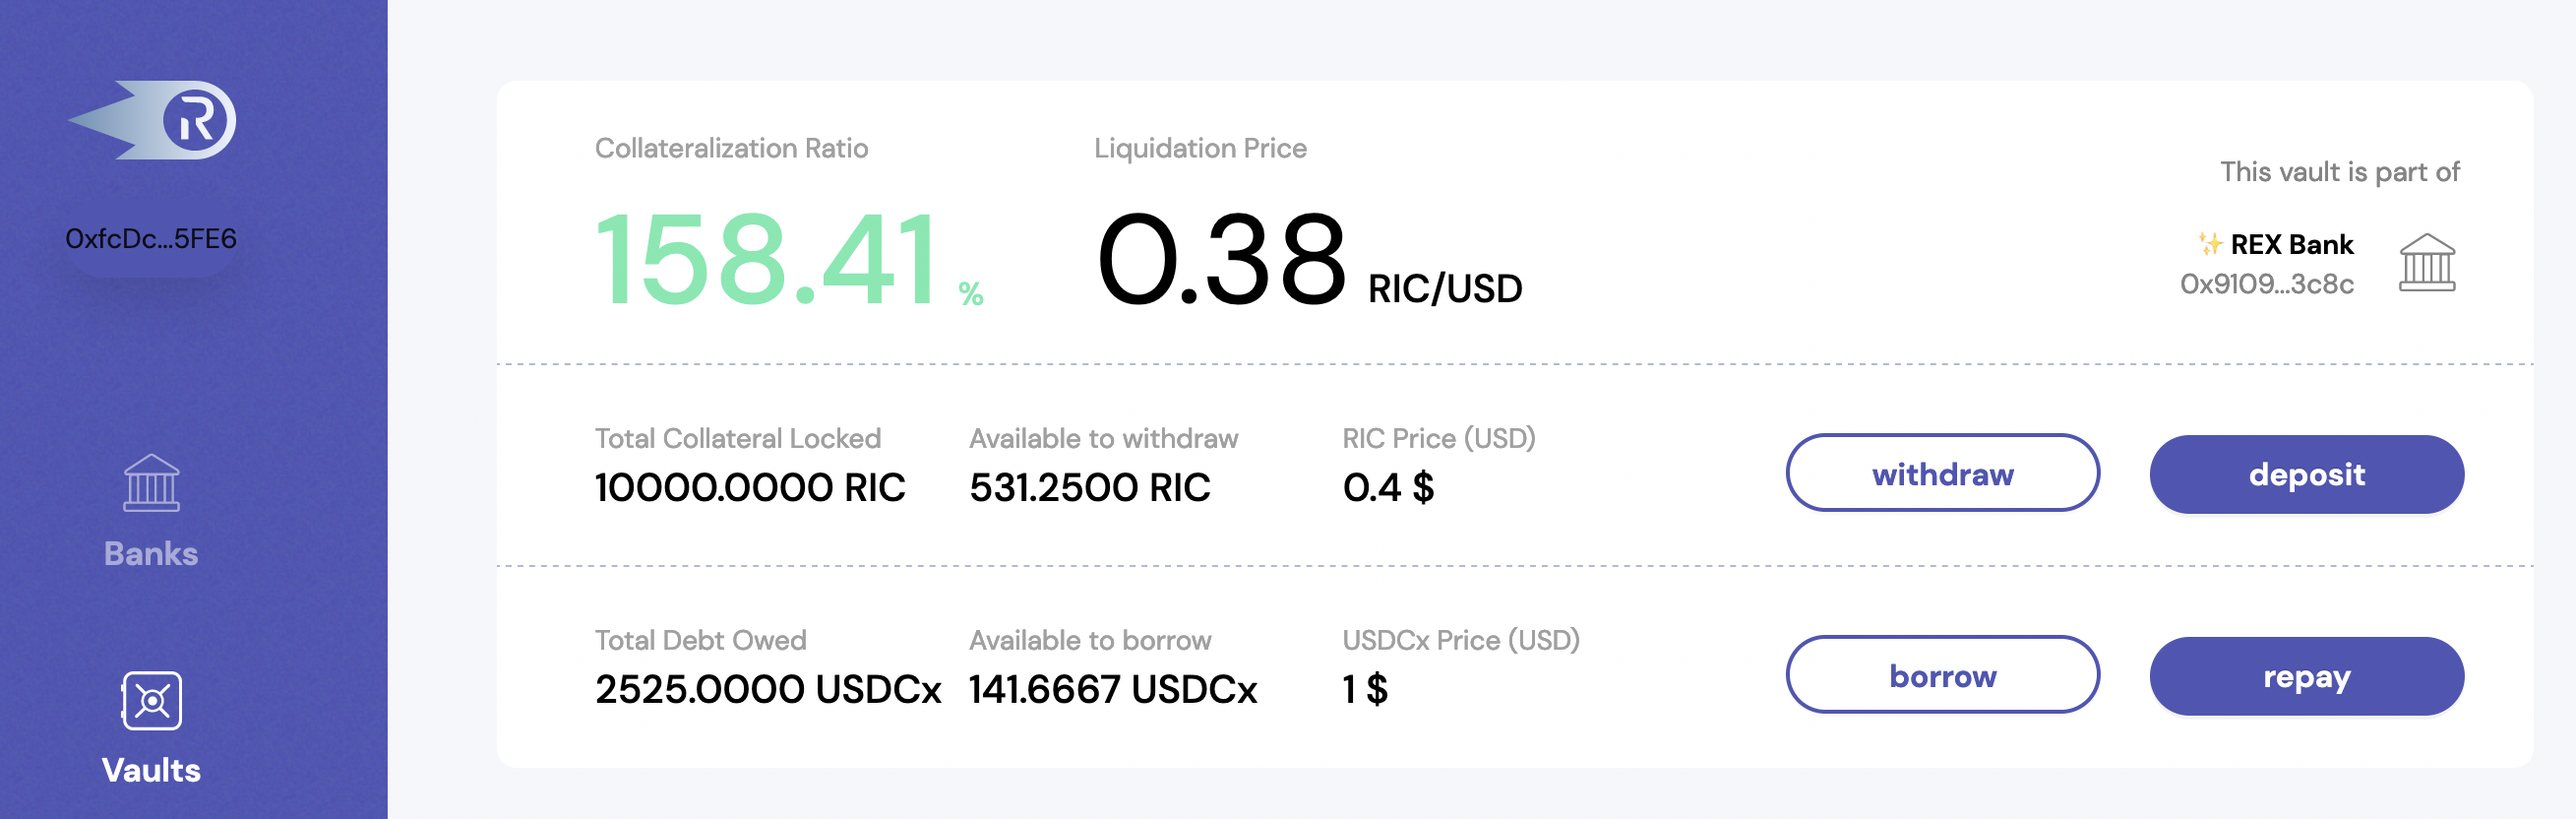 R
0xfcDc...5FE6
Banks
Vaults
Collateralization Ratio
158.41 %
Liquidation Price
0.38 RIC/USD
This vault is part of
✨ REX Bank
0x9109...3c8c
Total Collateral Locked
10000.0000 RIC
Available to withdraw
531.2500 RIC
RIC Price (USD)
0.4 $
withdraw
deposit
Total Debt Owed
2525.0000 USDCx
Available to borrow
141.6667 USDCx
USDCx Price (USD)
1 $
borrow
repay